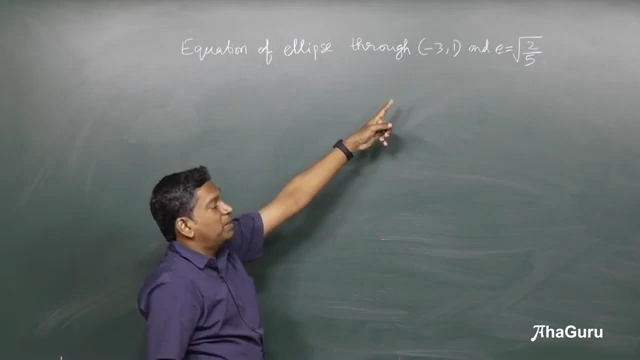 Equation of ellipse through (-3,1) and e=√2/5
AhaGuru